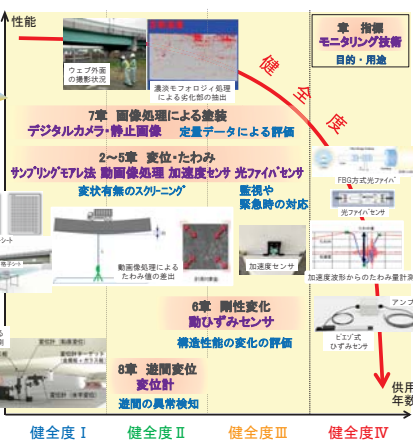 性能
章 指標
モニタリング技術
目的・用途
ウェブ外面
の撮影状況
濃淡モフォロジィ処理
による劣化部の抽出
健全度
7章 画像処理による塗装
デジタルカメラ・静止画像 定量データによる評価
2～5章 変位・たわみ
サンプリングモアレ法 動画像処理 加速度センサ 光ファイバセンサ
変状有無のスクリーニング
監視や
緊急時の対応
FBG方式光ファイバ
光ファイバセンサ
シート
格子シート
動画像処理による
たわみ値の差出
加速度センサ
加速度波形からのたわみ量計測
6章 剛性変化
動ひずみセンサ
構造性能の変化の評価
アンプ
ピエゾ式
ひずみセンサ
8章 遊間変位
変位計
遊間の異常検知
供用
年数
健全度Ⅰ 健全度Ⅱ 健全度Ⅲ 健全度Ⅳ